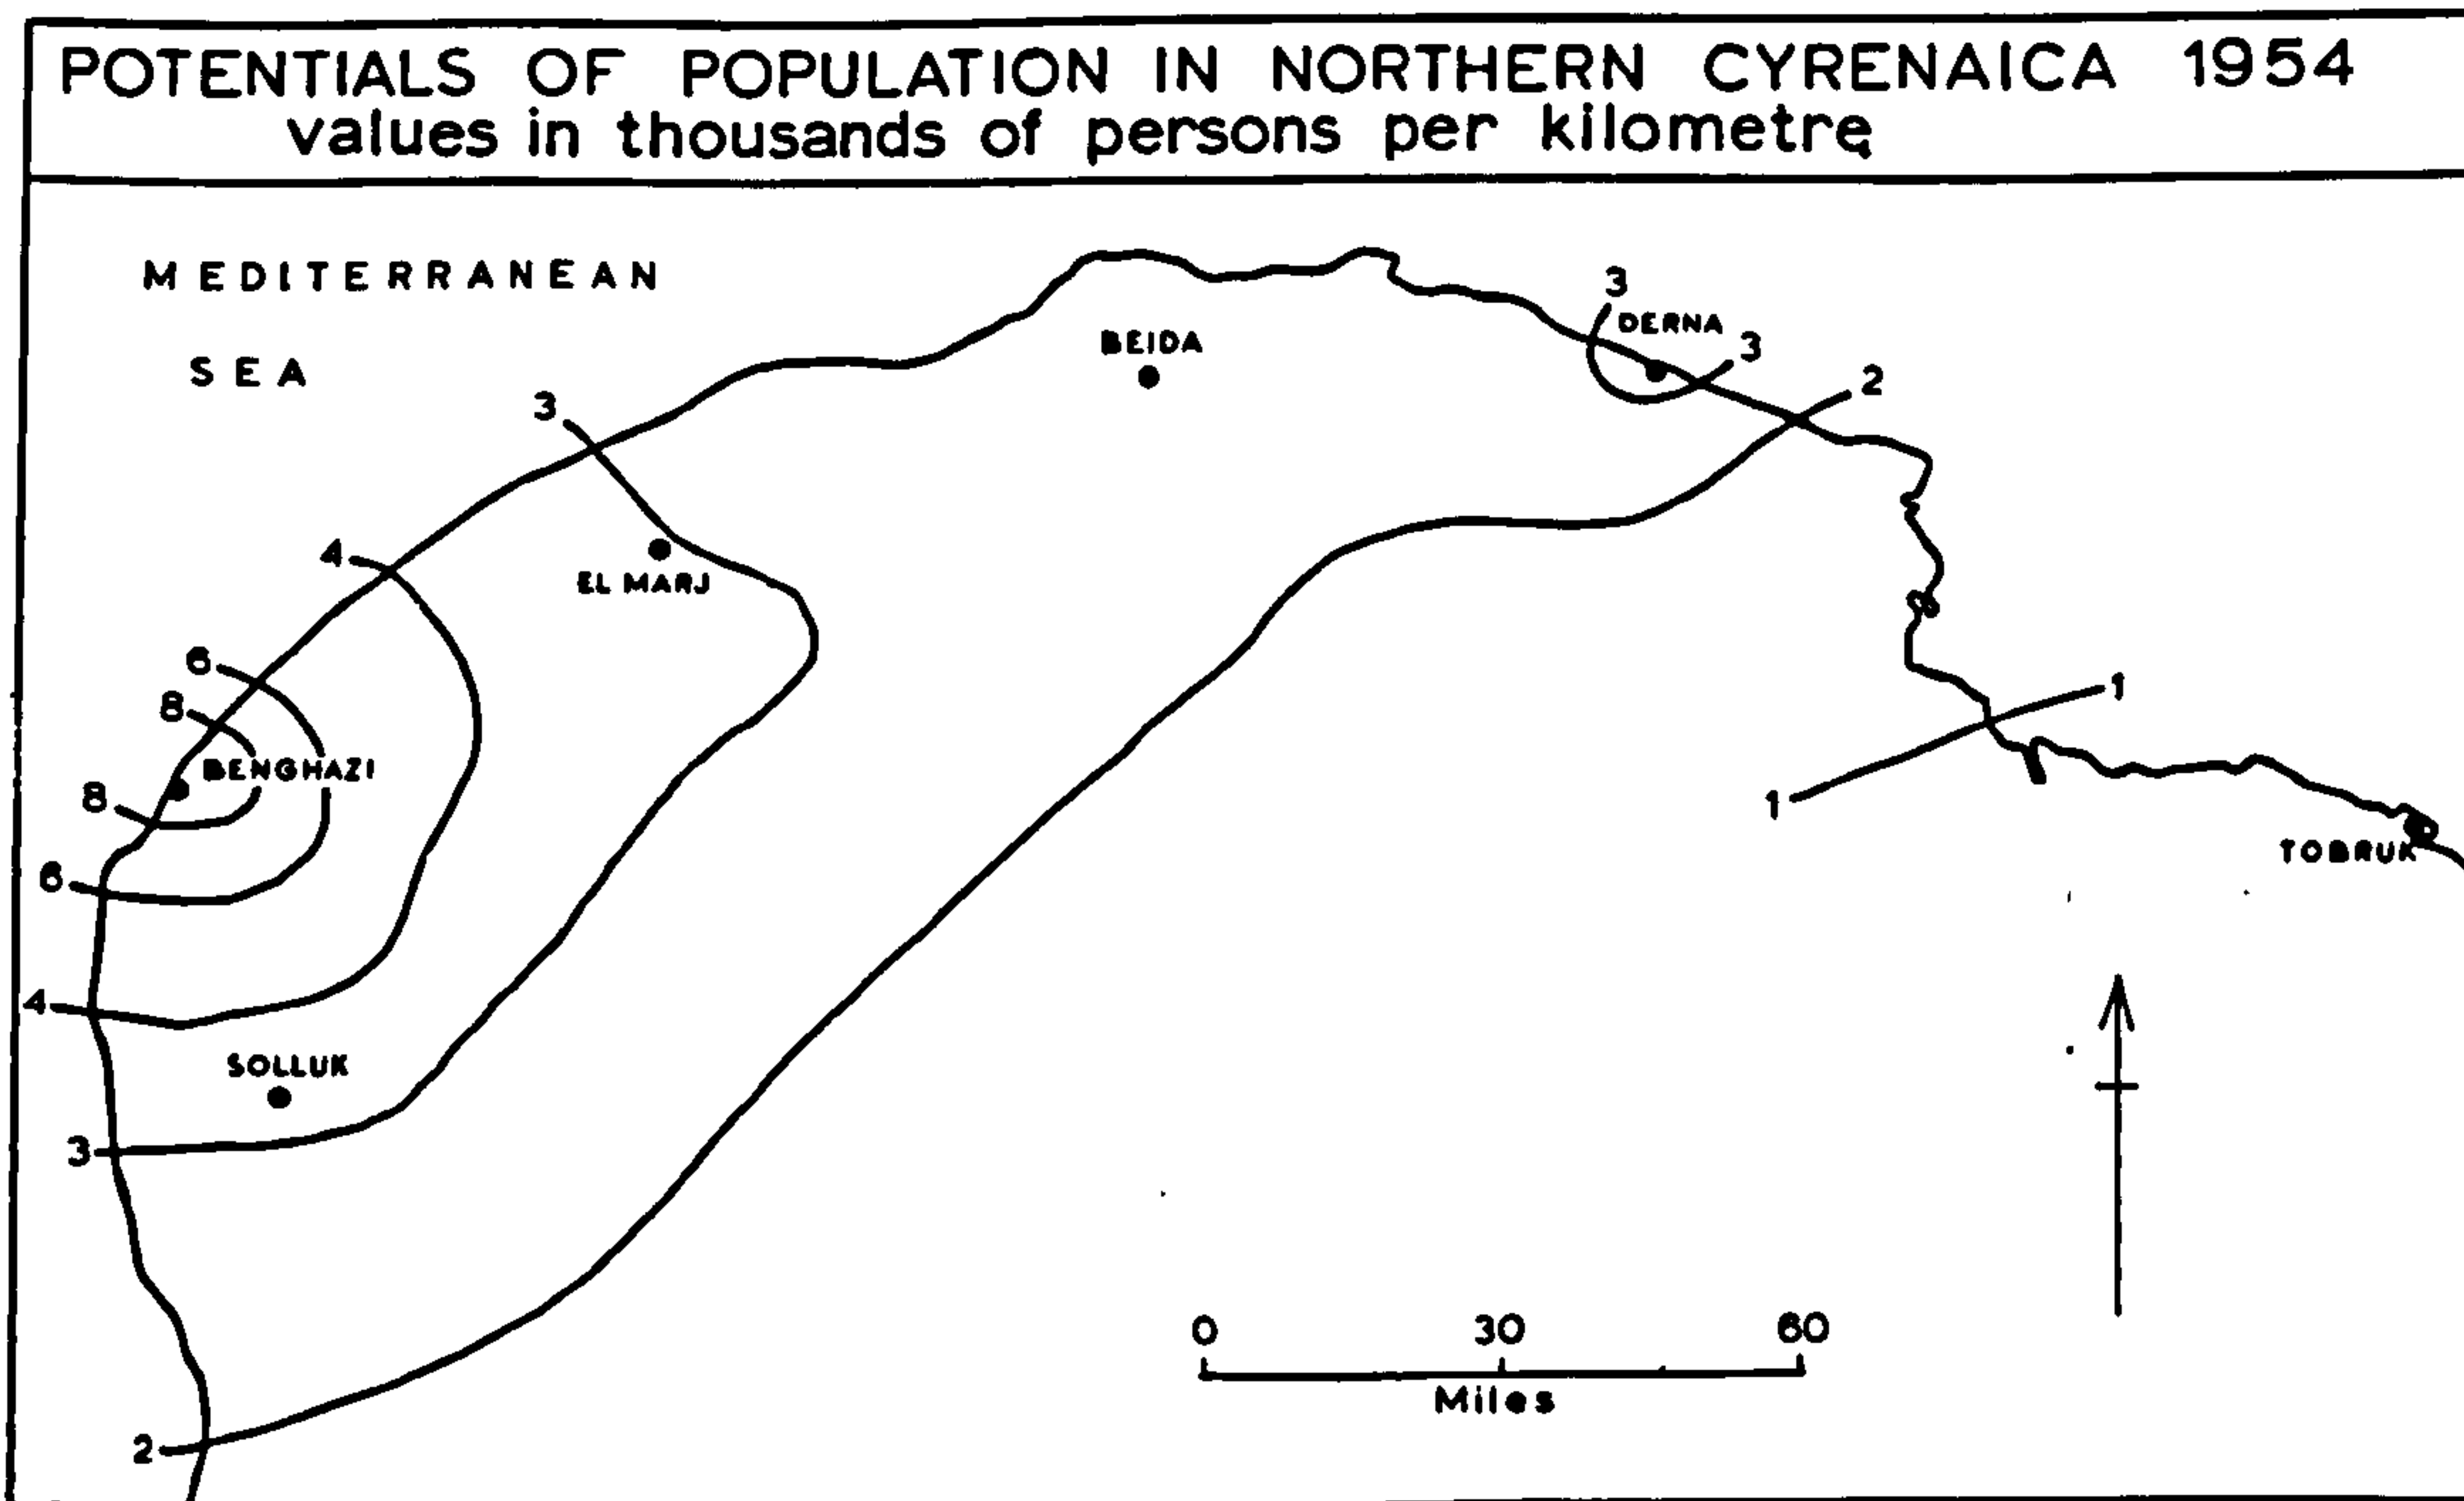 POTENTIALS OF POPULATION IN NORTHERN CYRENAICA 1954
values in thousands of persons per kilometre
MEDITERRANEAN
SEA
3
DERNA
3
BEIDA
2
3
4
EL MARJ
6
1
8
BENGHAZI
8
1
TOBRUK
6
4
SOLLUK
3
0 30 60
Miles
2